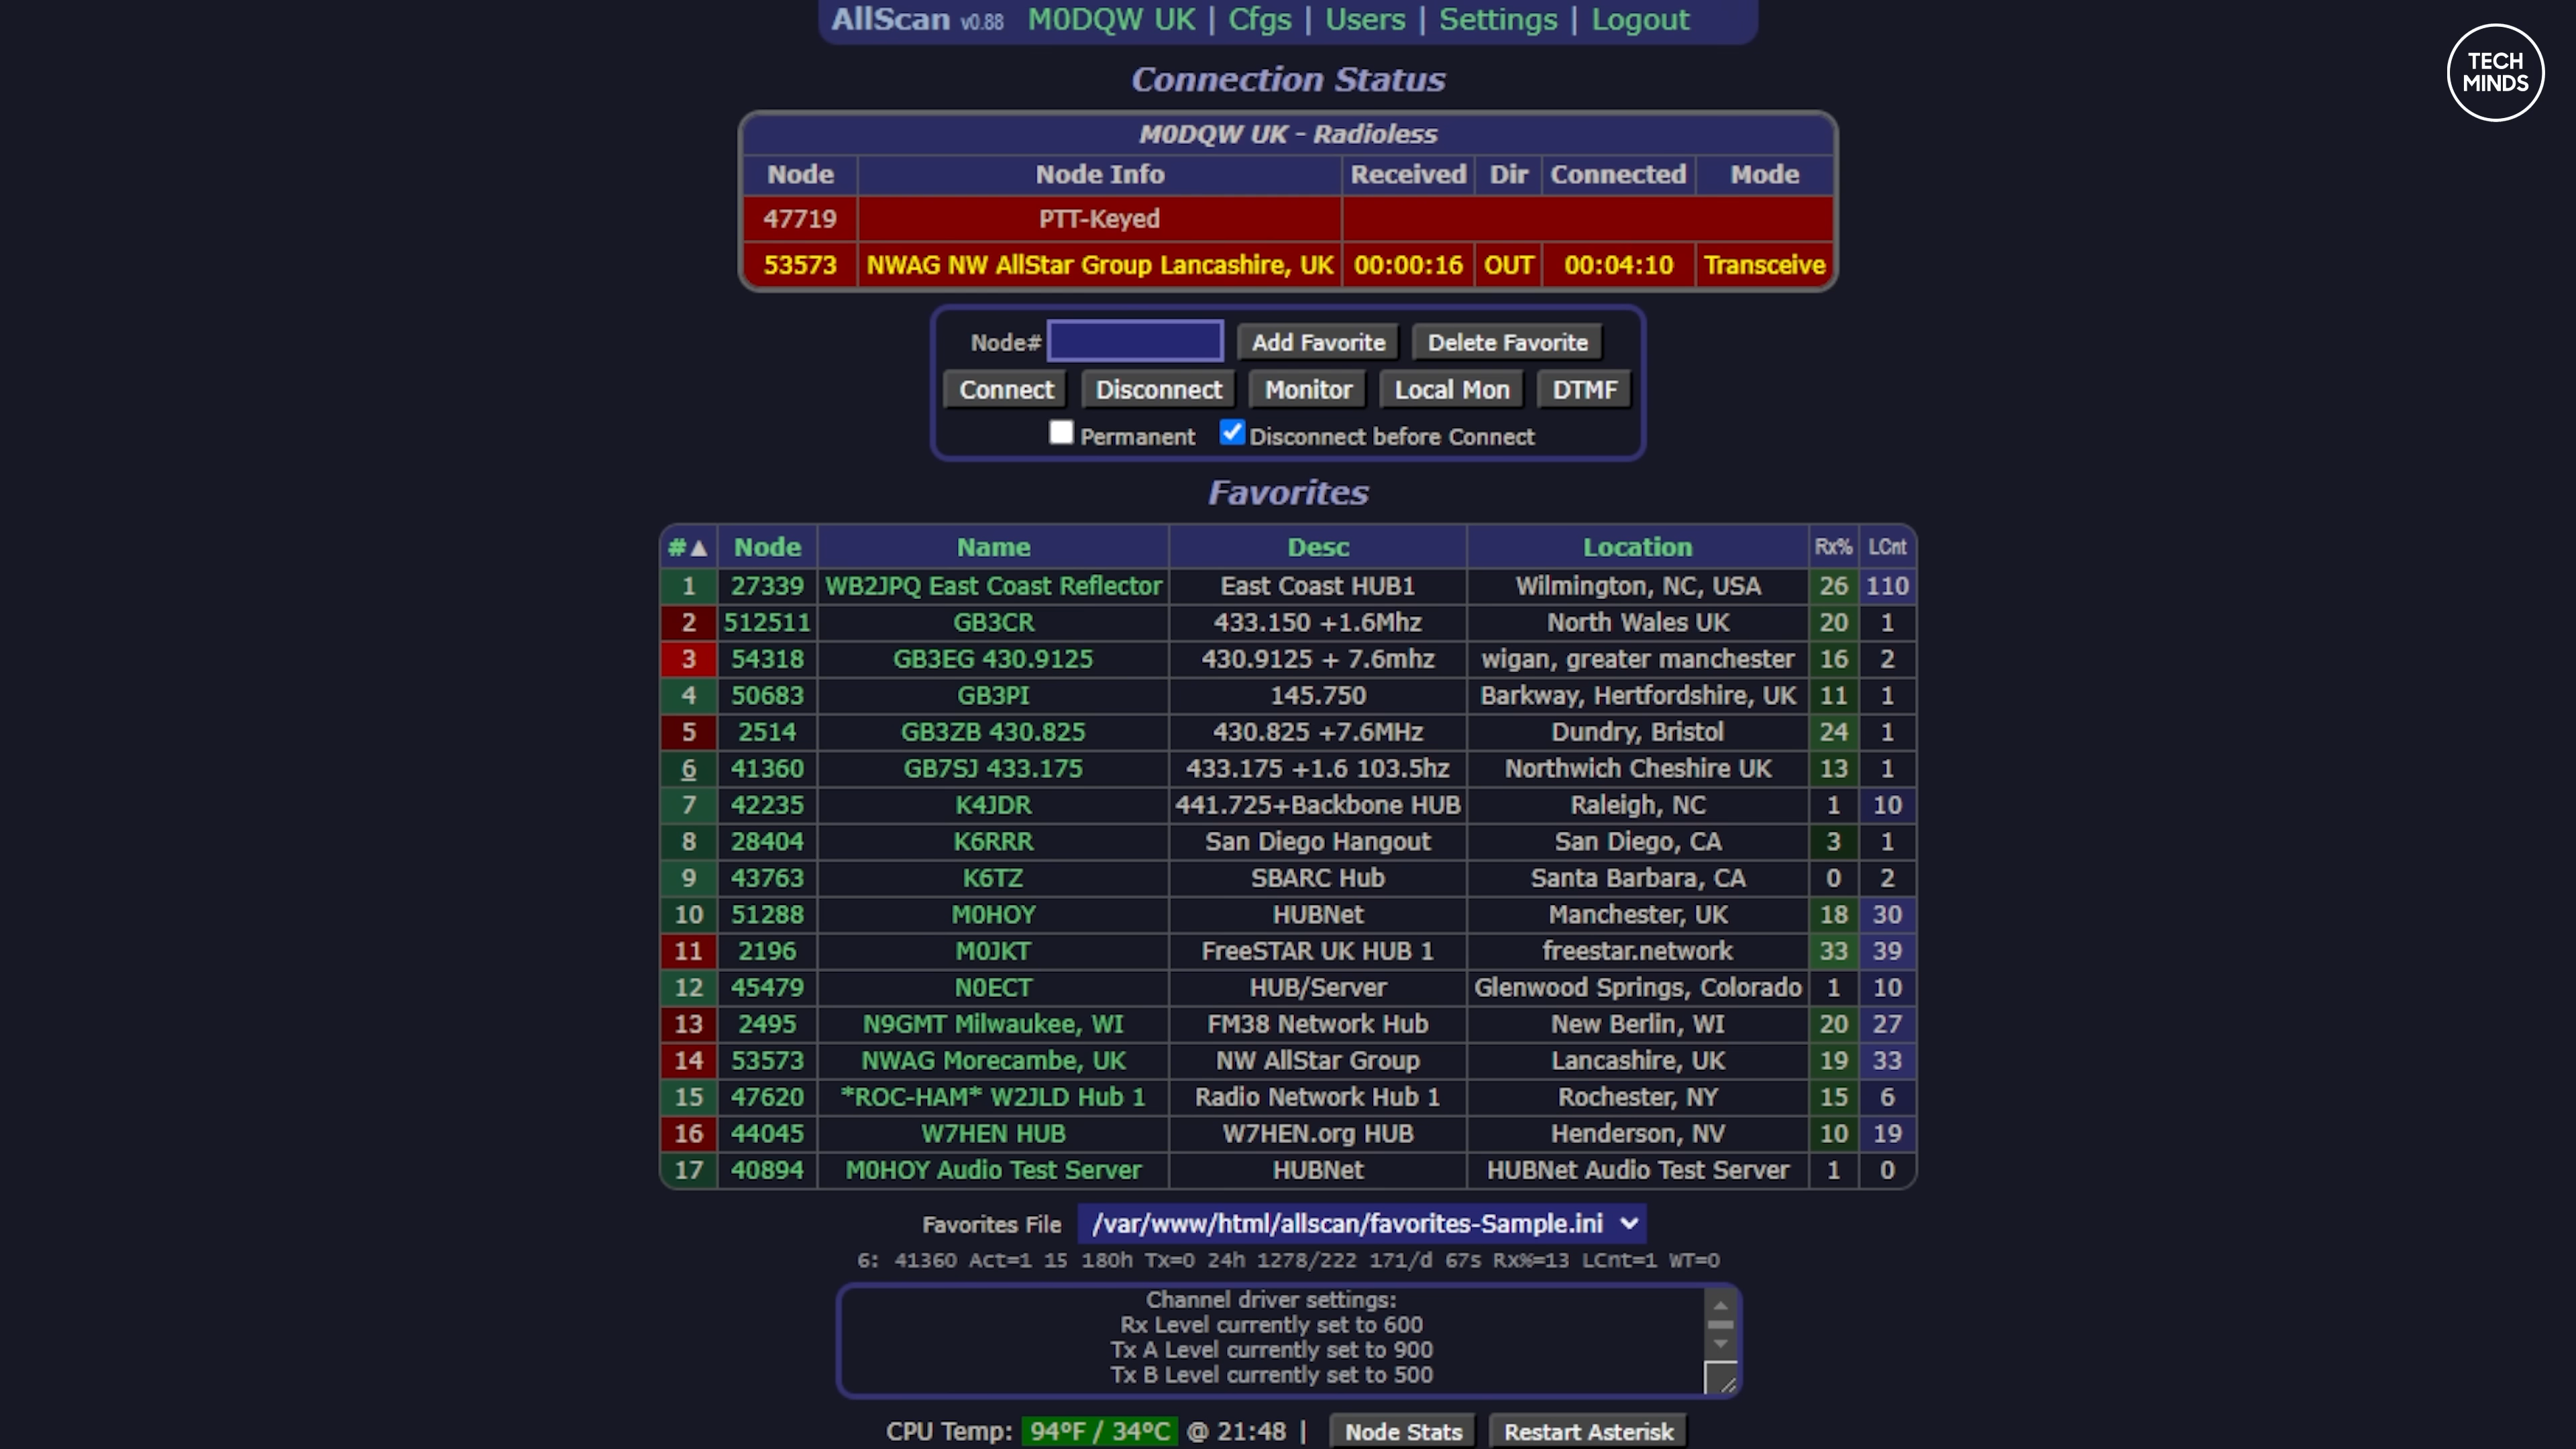 AllScan v0.88 M0DQW UK | Cfgs | Users | Settings | Logout
TECH
MINDS
Connection Status
M0DQW UK - Radioless
Node Node Info Received Dir Connected Mode
47719 PTT-Keyed
53573 NWAG NW AllStar Group Lancashire, UK 00:00:16 OUT 00:04:10 Transceive
Node# Add Favorite Delete Favorite
Connect Disconnect Monitor Local Mon DTMF
Permanent Disconnect before Connect
Favorites
#▲ Node Name Desc Location Rx% LCnt
1 27339 WB2JPQ East Coast Reflector East Coast HUB1 Wilmington, NC, USA 26 110
2 512511 GB3CR 433.150 +1.6Mhz North Wales UK 20 1
3 54318 GB3EG 430.9125 430.9125 + 7.6mhz wigan, greater manchester 16 2
4 50683 GB3PI 145.750 Barkway, Hertfordshire, UK 11 1
5 2514 GB3ZB 430.825 430.825 +7.6MHz Dundry, Bristol 24 1
6 41360 GB7SJ 433.175 433.175 +1.6 103.5hz Northwich Cheshire UK 13 1
7 42235 K4JDR 441.725+Backbone HUB Raleigh, NC 1 10
8 28404 K6RRR San Diego Hangout San Diego, CA 3 1
9 43763 K6TZ SBARC Hub Santa Barbara, CA 0 2
10 51288 M0HOY HUBNet Manchester, UK 18 30
11 2196 M0JKT FreeSTAR UK HUB 1 freestar.network 33 39
12 45479 N0ECT HUB/Server Glenwood Springs, Colorado 1 10
13 2495 N9GMT Milwaukee, WI FM38 Network Hub New Berlin, WI 20 27
14 53573 NWAG Morecambe, UK NW AllStar Group Lancashire, UK 19 33
15 47620 *ROC-HAM* W2JLD Hub 1 Radio Network Hub 1 Rochester, NY 15 6
16 44045 W7HEN HUB W7HEN.org HUB Henderson, NV 10 19
17 40894 M0HOY Audio Test Server HUBNet HUBNet Audio Test Server 1 0
Favorites File /var/www/html/allscan/favorites-Sample.ini
6: 41360 Act=1 15 180h Tx=0 24h 1278/222 171/d 67s Rx%=13 LCnt=1 WT=0
Channel driver settings:
Rx Level currently set to 600
Tx A Level currently set to 900
Tx B Level currently set to 500
CPU Temp: 94°F / 34°C @ 21:48 | Node Stats Restart Asterisk